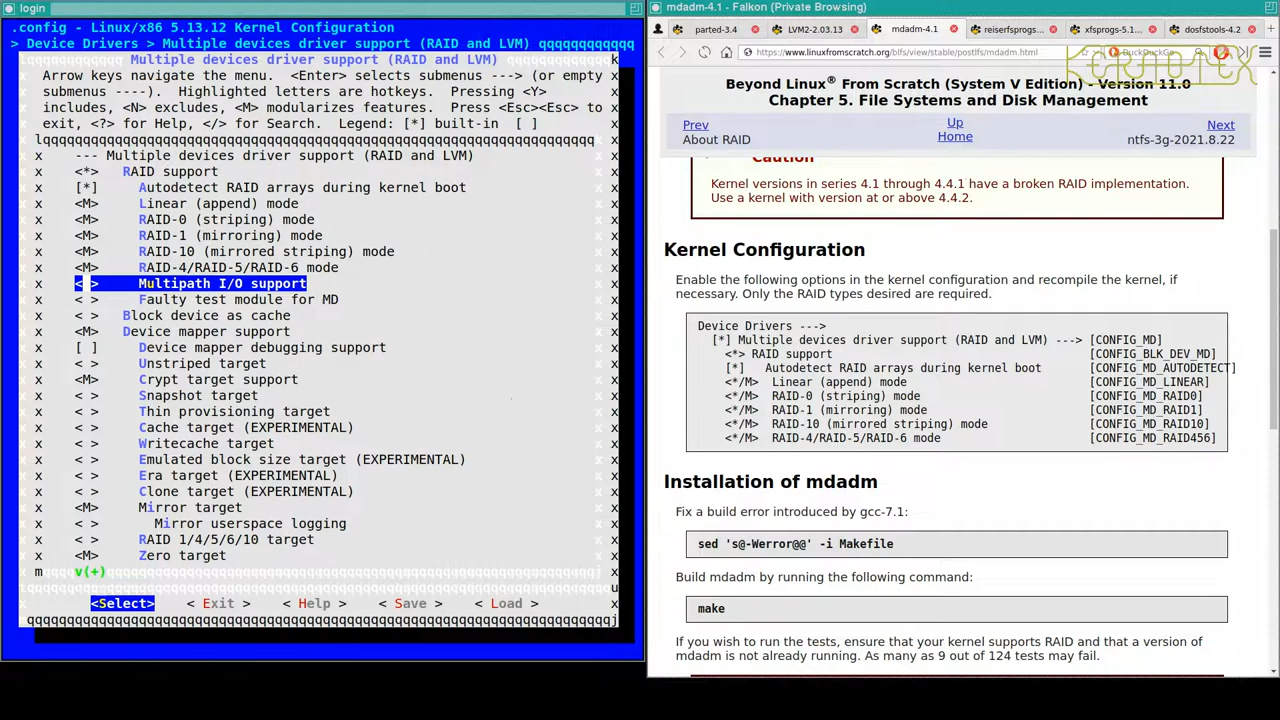 login
.config - Linux/x86 5.13.12 Kernel Configuration
> Device Drivers > Multiple devices driver support (RAID and LVM) qqqqqqqqqqqq
Multiple devices driver support (RAID and LVM)
Arrow keys navigate the menu. <Enter> selects submenus ---> (or empty
submenus ----). Highlighted letters are hotkeys. Pressing <Y>
includes, <N> excludes, <M> modularizes features. Press <Esc><Esc> to
exit, <?> for Help, </> for Search. Legend: [*] built-in [ ]
--- Multiple devices driver support (RAID and LVM)
<*> RAID support
[*] Autodetect RAID arrays during kernel boot
<M> Linear (append) mode
<M> RAID-0 (striping) mode
<M> RAID-1 (mirroring) mode
<M> RAID-10 (mirrored striping) mode
<M> RAID-4/RAID-5/RAID-6 mode
< > Multipath I/O support
< > Faulty test module for MD
< > Block device as cache
<M> Device mapper support
[ ] Device mapper debugging support
< > Unstriped target
<M> Crypt target support
< > Snapshot target
< > Thin provisioning target
< > Cache target (EXPERIMENTAL)
< > Writecache target
< > Emulated block size target (EXPERIMENTAL)
< > Era target (EXPERIMENTAL)
< > Clone target (EXPERIMENTAL)
<M> Mirror target
< > Mirror userspace logging
< > RAID 1/4/5/6/10 target
<M> Zero target
v(+)
<Select> < Exit > < Help > < Save > < Load >
mdadm-4.1 - Falkon (Private Browsing)
parted-3.4 LVM2-2.03.13 mdadm-4.1 reiserfsprogs... xfsprogs-5.1... dosfstools-4.2
https://www.linuxfromscratch.org/blfs/view/stable/postlfs/mdadm.html DuckDuckGo
KERNOTEX
Beyond Linux® From Scratch (System V Edition) - Version 11.0
Chapter 5. File Systems and Disk Management
Prev Up Next
About RAID Home ntfs-3g-2021.8.22
Caution
Kernel versions in series 4.1 through 4.4.1 have a broken RAID implementation.
Use a kernel with version at or above 4.4.2.
Kernel Configuration
Enable the following options in the kernel configuration and recompile the kernel, if
necessary. Only the RAID types desired are required.
Device Drivers --->
[*] Multiple devices driver support (RAID and LVM) ---> [CONFIG_MD]
<*> RAID support [CONFIG_BLK_DEV_MD]
[*] Autodetect RAID arrays during kernel boot [CONFIG_MD_AUTODETECT]
<*/M> Linear (append) mode [CONFIG_MD_LINEAR]
<*/M> RAID-0 (striping) mode [CONFIG_MD_RAID0]
<*/M> RAID-1 (mirroring) mode [CONFIG_MD_RAID1]
<*/M> RAID-10 (mirrored striping) mode [CONFIG_MD_RAID10]
<*/M> RAID-4/RAID-5/RAID-6 mode [CONFIG_MD_RAID456]
Installation of mdadm
Fix a build error introduced by gcc-7.1:
sed 's@-Werror@@' -i Makefile
Build mdadm by running the following command:
make
If you wish to run the tests, ensure that your kernel supports RAID and that a version of
mdadm is not already running. As many as 9 out of 124 tests may fail.